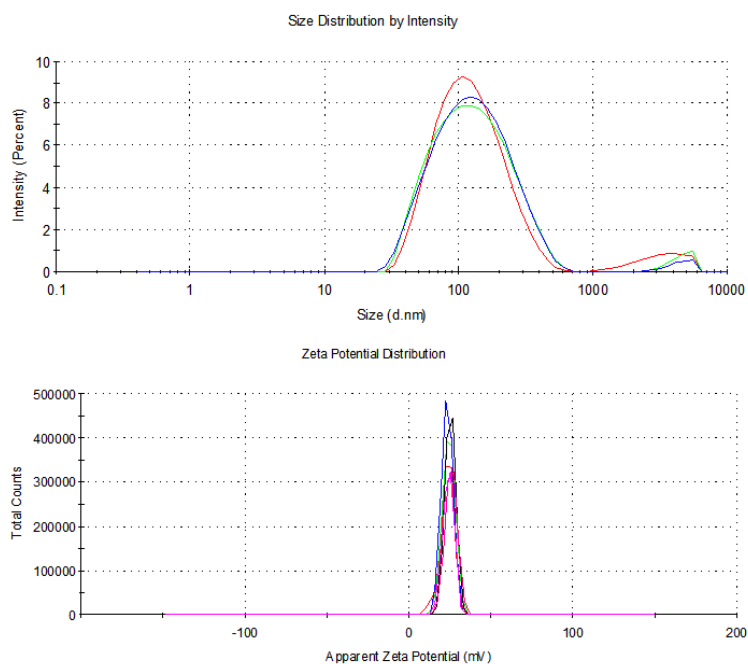 Size Distribution by Intensity
10
8
6
4
2
0
Intensity (Percent)
0.1 1 10 100 1000 10000
Size (d.nm)
Zeta Potential Distribution
500000
400000
300000
200000
100000
0
Total Counts
-100 0 100 200
Apparent Zeta Potential (mV)